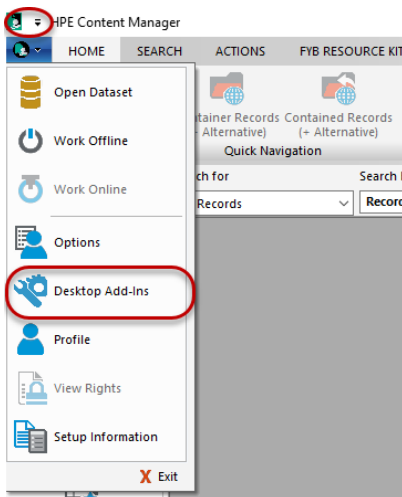 HPE Content Manager
HOME SEARCH ACTIONS FYB RESOURCE KIT
Open Dataset
Work Offline
Work Online
Options
Desktop Add-Ins
Profile
View Rights
Setup Information
X Exit
tainer Records Contained Records
Alternative) (+ Alternative)
Quick Navigation
ch for Search
Records Record